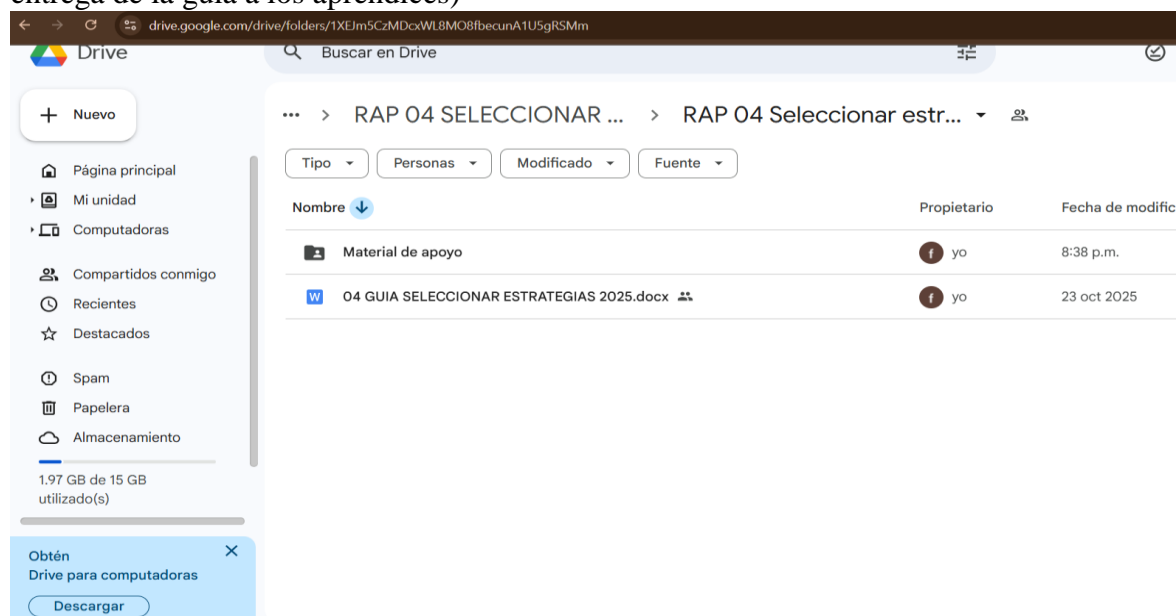 entrega de la guía a los aprendices)
drive.google.com/drive/folders/1XEJm5CzMDcxWL8MO8fbecunA1U5gRSMm
Drive
Buscar en Drive
Nuevo
RAP 04 SELECCIONAR ... > RAP 04 Seleccionar estr...
Tipo Personas Modificado Fuente
Página principal
Mi unidad
Computadoras
Compartidos conmigo
Recientes
Destacados
Spam
Papelera
Almacenamiento
1.97 GB de 15 GB
utilizado(s)
Obtén
Drive para computadoras
Descargar
Nombre Propietario Fecha de modific
Material de apoyo f yo 8:38 p.m.
W 04 GUIA SELECCIONAR ESTRATEGIAS 2025.docx f yo 23 oct 2025